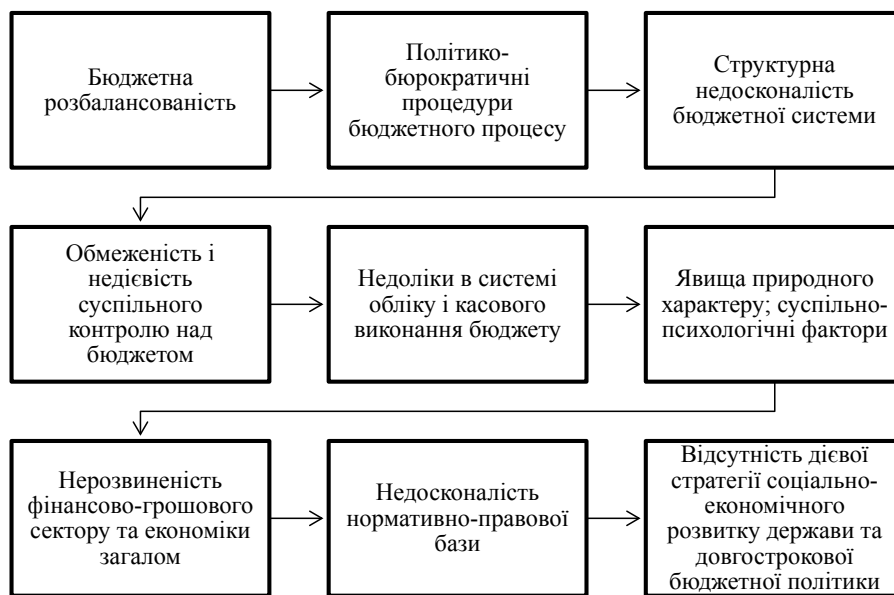 Бюджетна
розбалансованість
Політико-
бюрократичні
процедури
бюджетного процесу
Структурна
недосконалість
бюджетної системи
Обмеженість і
недієвість
суспільного
контролю над
бюджетом
Недоліки в системі
обліку і касового
виконання бюджету
Явища природного
характеру; суспільно-
психологічні фактори
Нерозвиненість
фінансово-грошового
сектору та економіки
загалом
Недосконалість
нормативно-правової
бази
Відсутність дієвої
стратегії соціально-
економічного
розвитку держави та
довгострокової
бюджетної політики